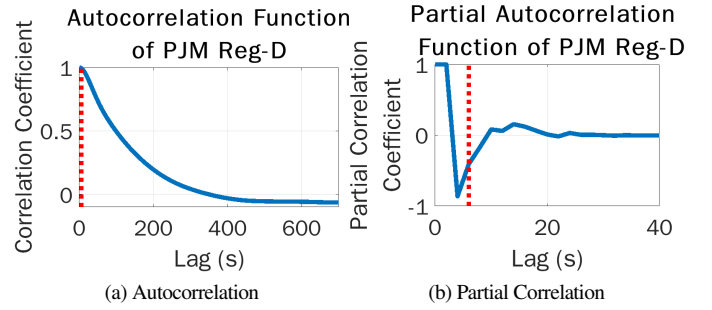 Autocorrelation Function
of PJM Reg-D
Correlation Coefficient
1
0.5
0
0 200 400 600
Lag (s)
(a) Autocorrelation
Partial Autocorrelation
Function of PJM Reg-D
Partial Correlation
Coefficient
1
0
-1
0 20 40
Lag (s)
(b) Partial Correlation